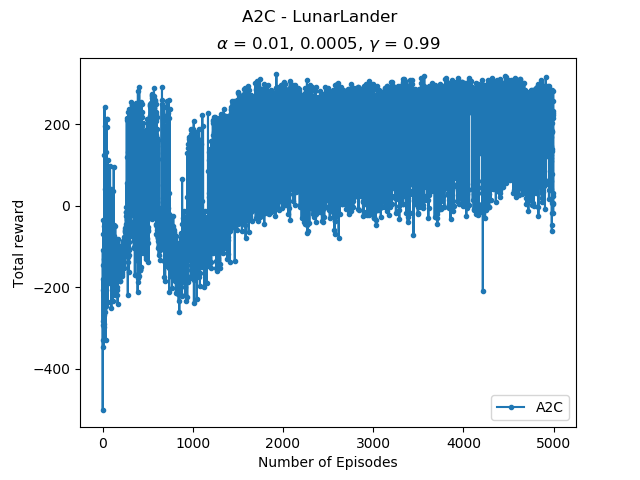 A2C - LunarLander
α = 0.01, 0.0005, γ = 0.99
200
0
−200
−400
Total reward
0 1000 2000 3000 4000 5000
Number of Episodes
A2C